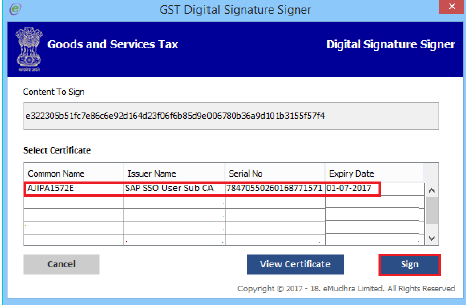 GST Digital Signature Signer
Goods and Services Tax Digital Signature Signer
Content To Sign
e322305b51fc7e86c6e92d164d23f06f6b85d9e006780b36a9d101b3155f57f4
Select Certificate
Common Name Issuer Name Serial No Expiry Date
AJIPA1572E SAP SSO User Sub CA 78470550260168771571 01-07-2017
Cancel View Certificate Sign
Copyright © 2017 - 18. eMudhra Limited. All Rights Reserved